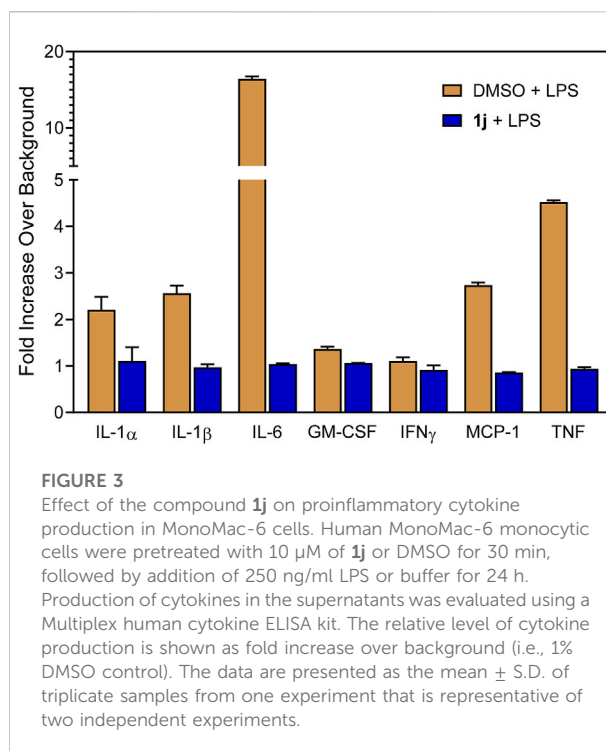 Fold Increase Over Background
20
10
5
4
3
2
1
0
DMSO + LPS
1j + LPS
IL-1α IL-1β IL-6 GM-CSF IFNγ MCP-1 TNF
FIGURE 3
Effect of the compound 1j on proinflammatory cytokine
production in MonoMac-6 cells. Human MonoMac-6 monocytic
cells were pretreated with 10 µM of 1j or DMSO for 30 min,
followed by addition of 250 ng/ml LPS or buffer for 24 h.
Production of cytokines in the supernatants was evaluated using a
Multiplex human cytokine ELISA kit. The relative level of cytokine
production is shown as fold increase over background (i.e., 1%
DMSO control). The data are presented as the mean ± S.D. of
triplicate samples from one experiment that is representative of
two independent experiments.